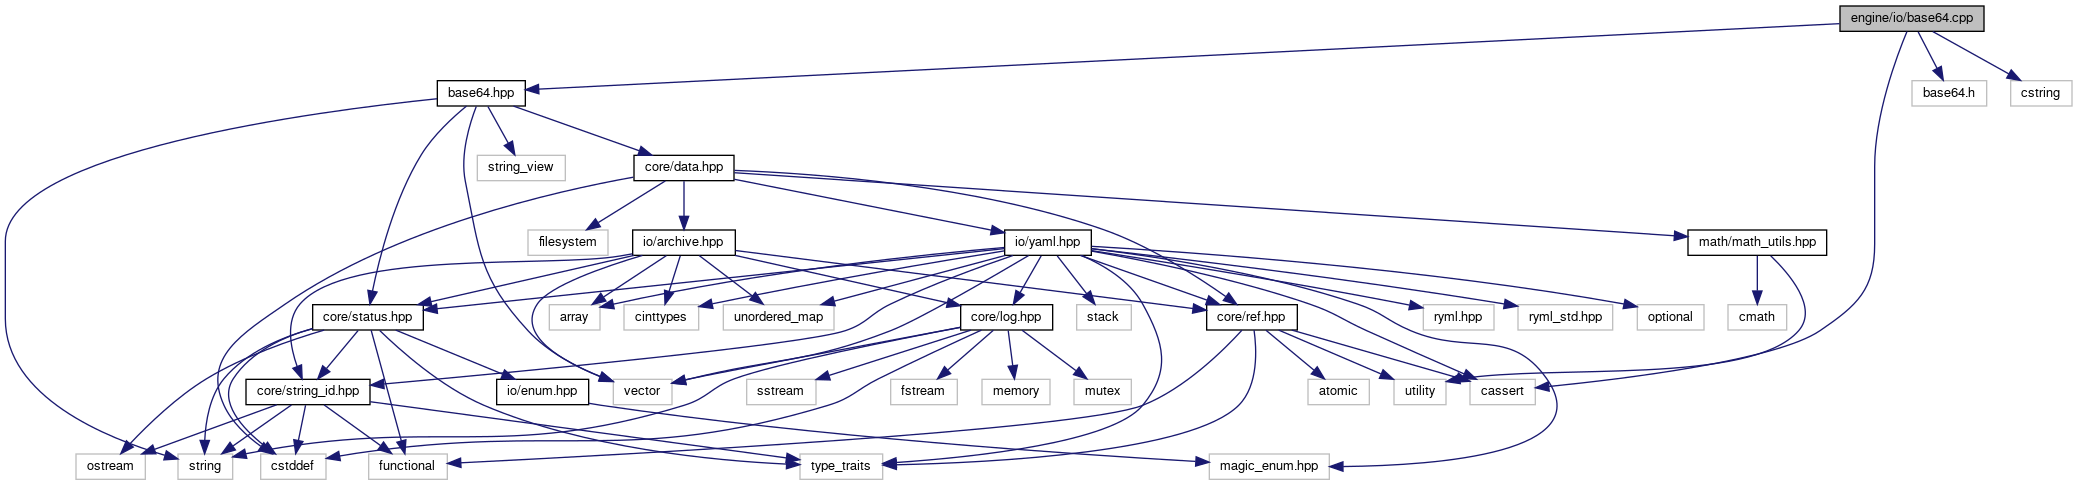 engine/io/base64.cpp
base64.hpp
base64.h
cstring
string_view
core/data.hpp
filesystem
io/archive.hpp
io/yaml.hpp
math/math_utils.hpp
core/status.hpp
array
cinttypes
unordered_map
core/log.hpp
stack
core/ref.hpp
ryml.hpp
ryml_std.hpp
optional
cmath
core/string_id.hpp
io/enum.hpp
vector
sstream
fstream
memory
mutex
atomic
utility
cassert
ostream
string
cstddef
functional
type_traits
magic_enum.hpp